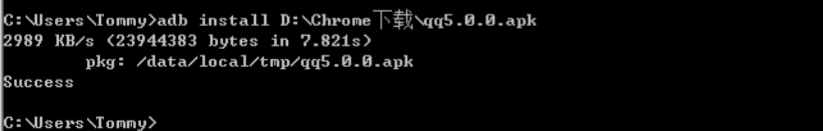 C:\Users\Tommy>adb install D:\Chrome下载\qq5.0.0.apk
2989 KB/s (23944383 bytes in 7.821s)
pkg: /data/local/tmp/qq5.0.0.apk
Success
C:\Users\Tommy>